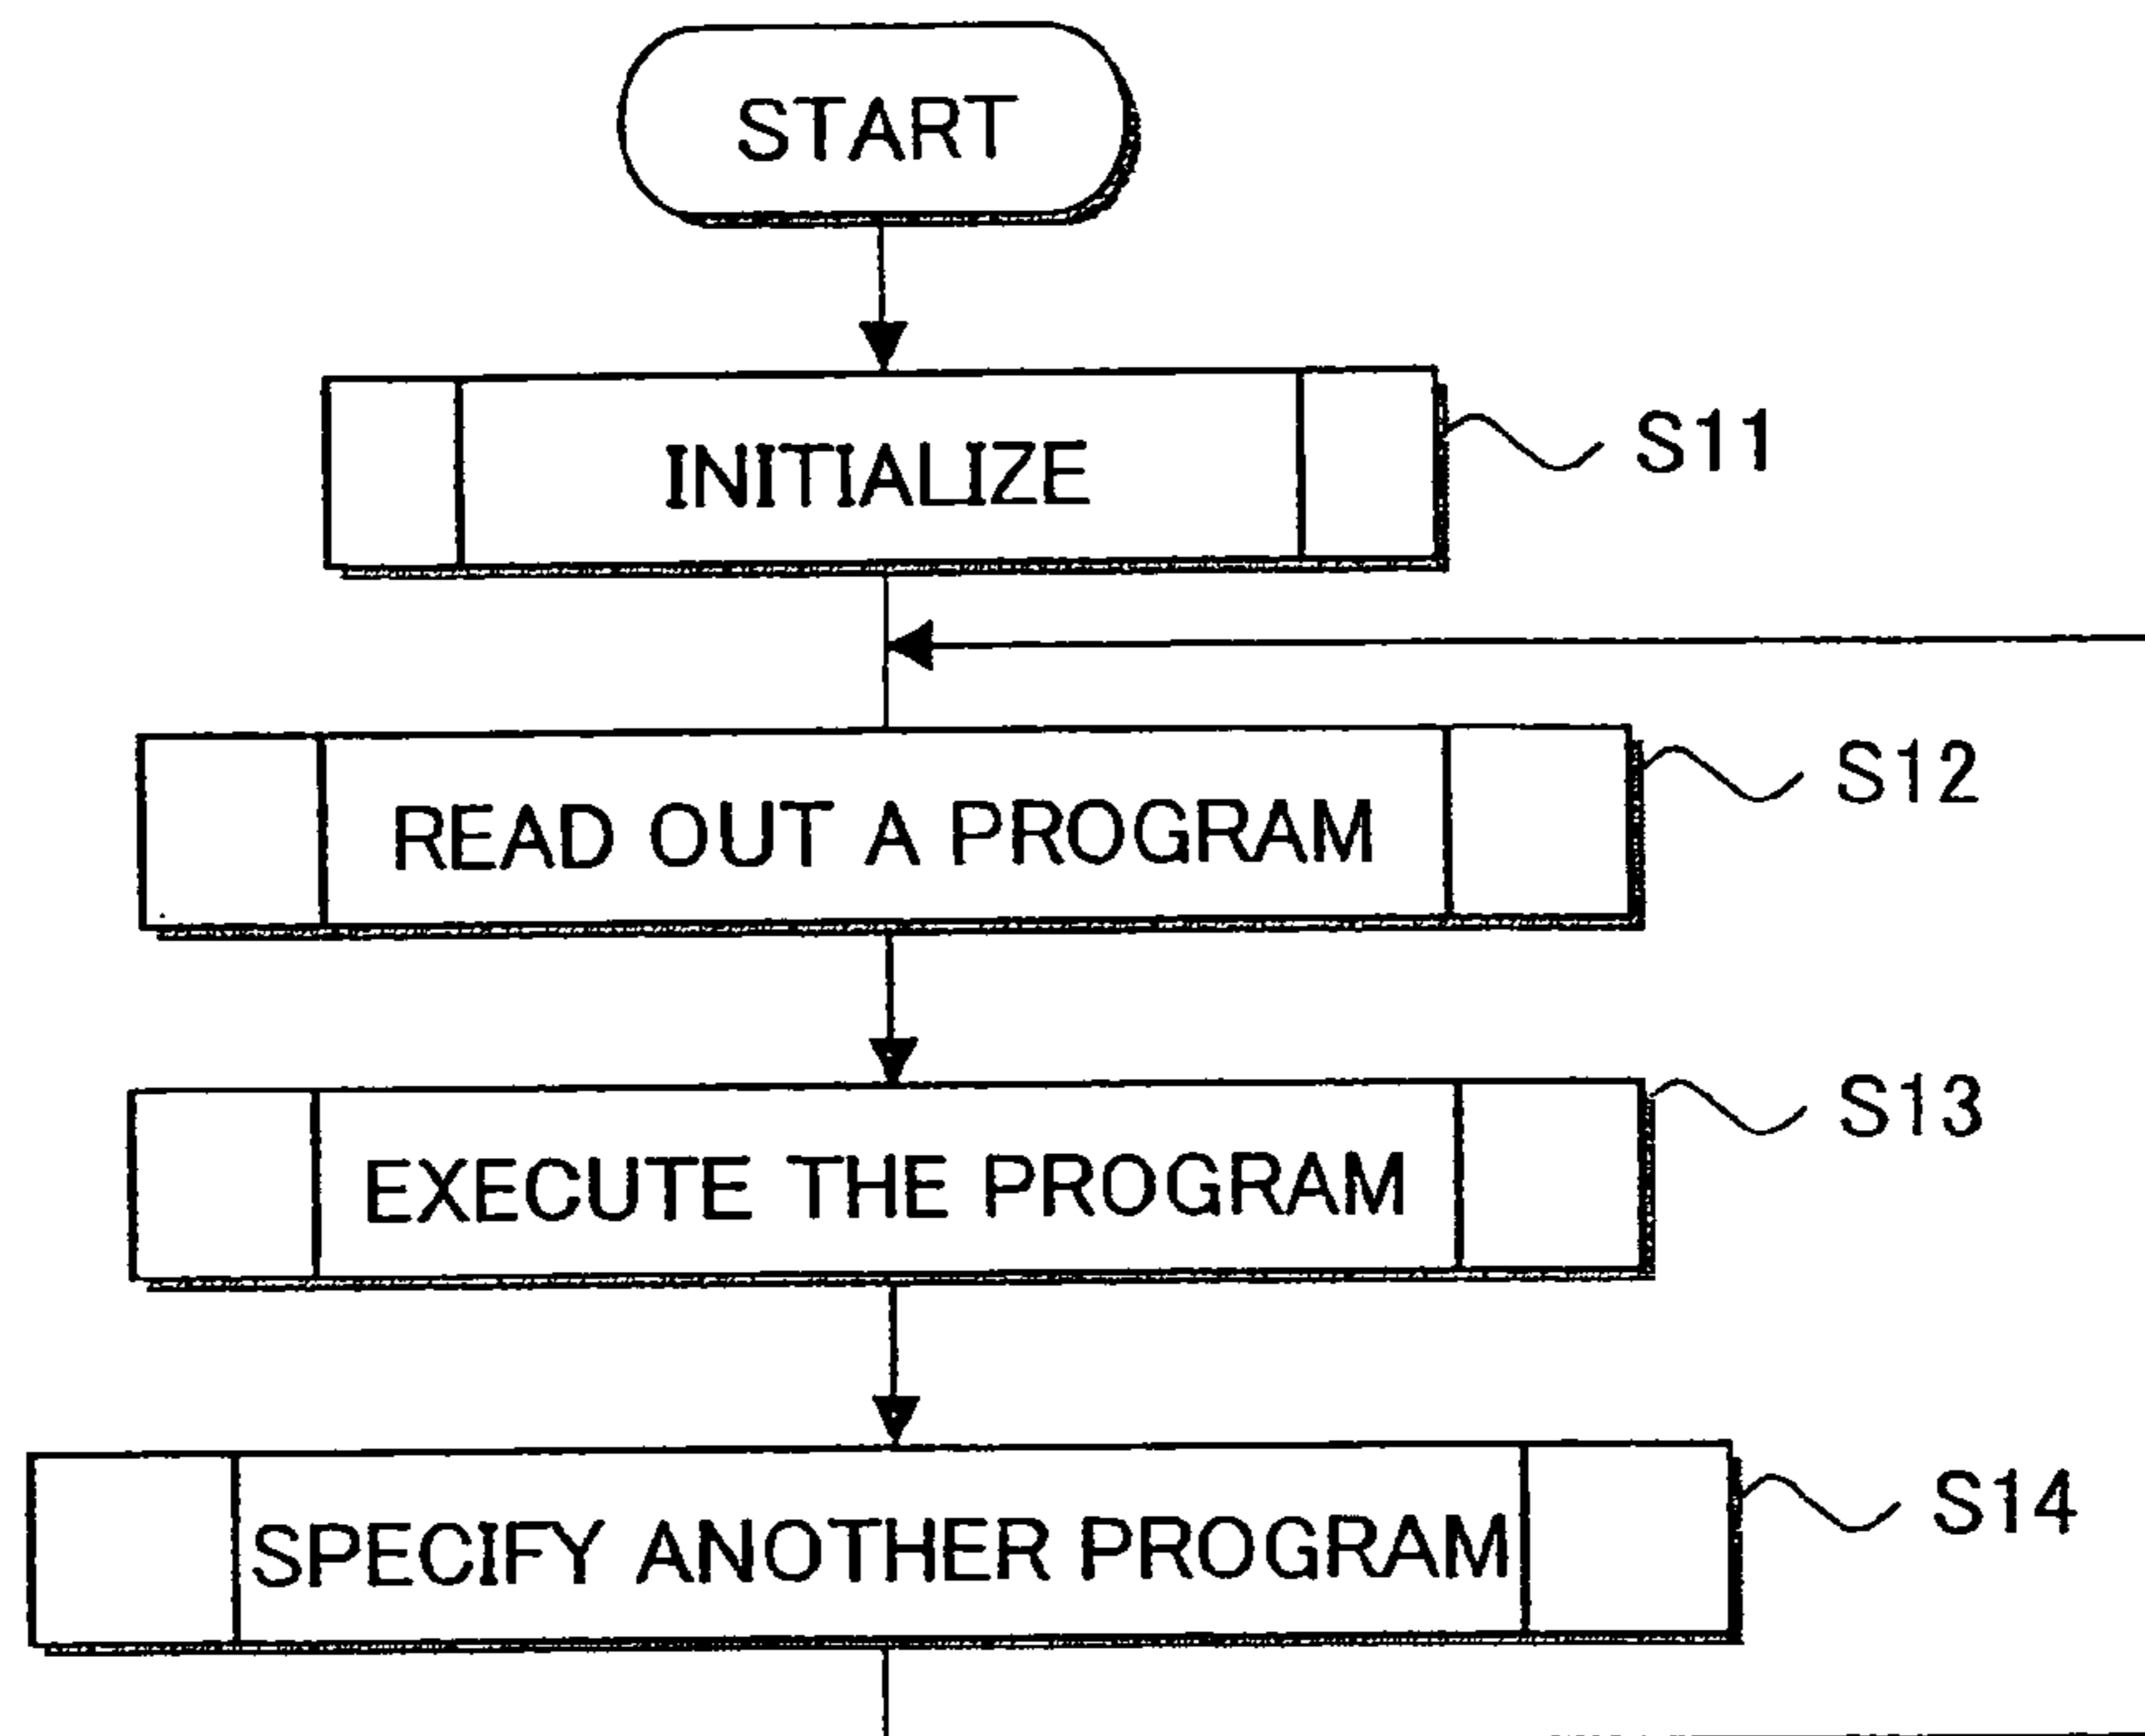 START
INITIALIZE
S11
READ OUT A PROGRAM
S12
EXECUTE THE PROGRAM
S13
SPECIFY ANOTHER PROGRAM
S14